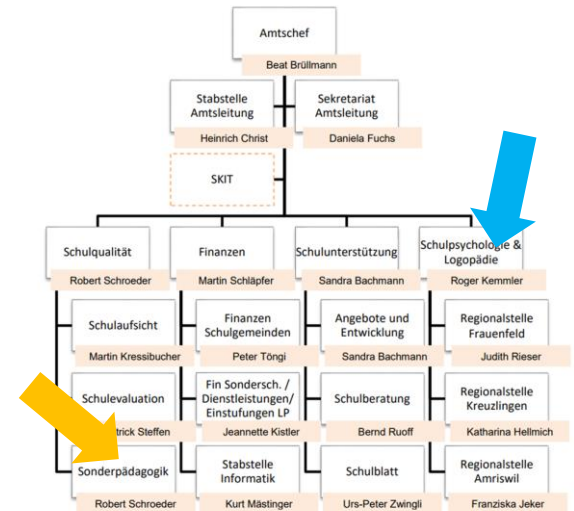 Amtschef
Beat Brüllmann
Stabstelle
Amtsleitung
Heinrich Christ
Sekretariat
Amtsleitung
Daniela Fuchs
SKIT
Schulqualität
Robert Schroeder
Finanzen
Martin Schläpfer
Schulunterstützung
Sandra Bachmann
Schulpsychologie &
Logopädie
Roger Kemmler
Schulaufsicht
Martin Kressibucher
Finanzen
Schulgemeinden
Peter Töngi
Angebote und
Entwicklung
Sandra Bachmann
Regionalstelle
Frauenfeld
Judith Rieser
Schulevaluation
trick Steffen
Fin Sondersch. /
Dienstleistungen/
Einstufungen LP
Jeannette Kistler
Schulberatung
Bernd Ruoff
Regionalstelle
Kreuzlingen
Katharina Hellmich
Sonderpädagogik
Robert Schroeder
Stabstelle
Informatik
Kurt Mästinger
Schulblatt
Urs-Peter Zwingli
Regionalstelle
Amriswil
Franziska Jeker